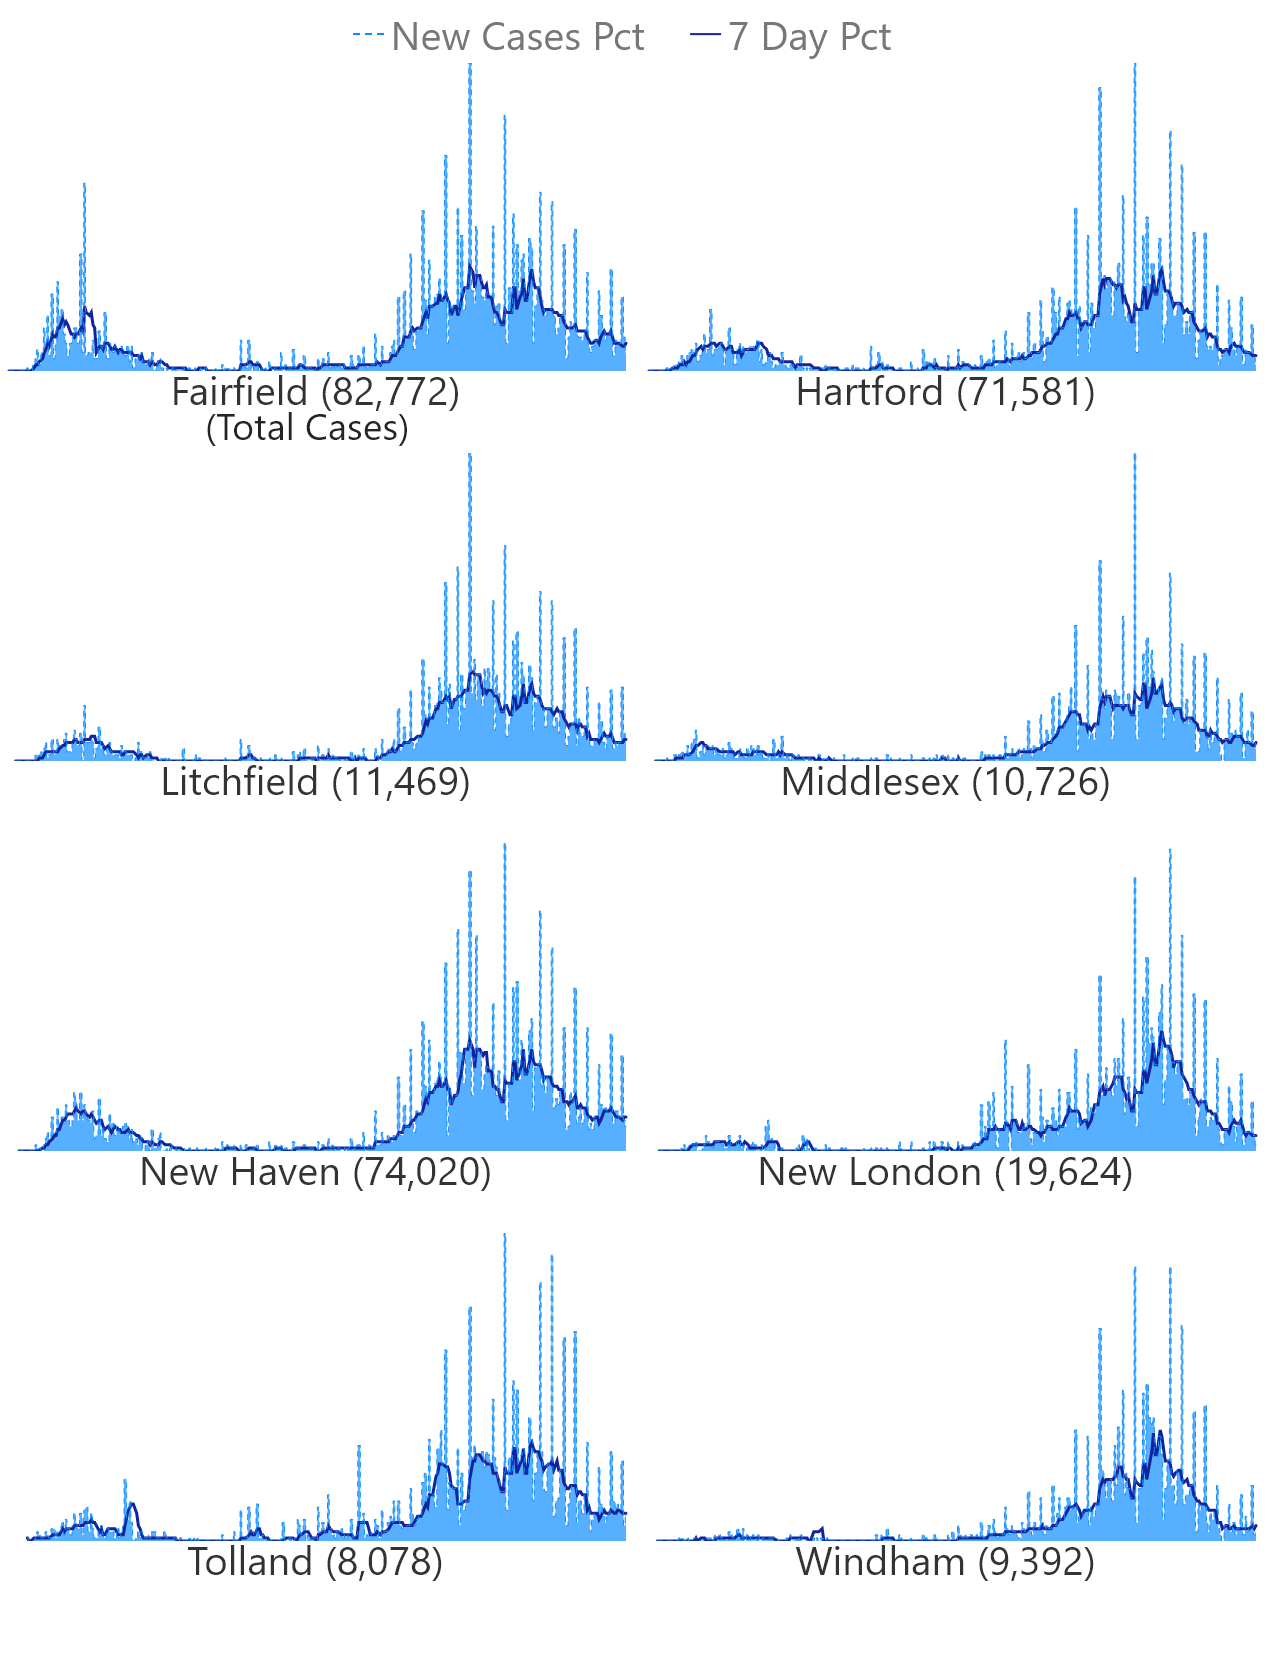 New Cases Pct 7 Day Pct
Fairfield (82,772)
(Total Cases)
Hartford (71,581)
Litchfield (11,469)
Middlesex (10,726)
New Haven (74,020)
New London (19,624)
Tolland (8,078)
Windham (9,392)